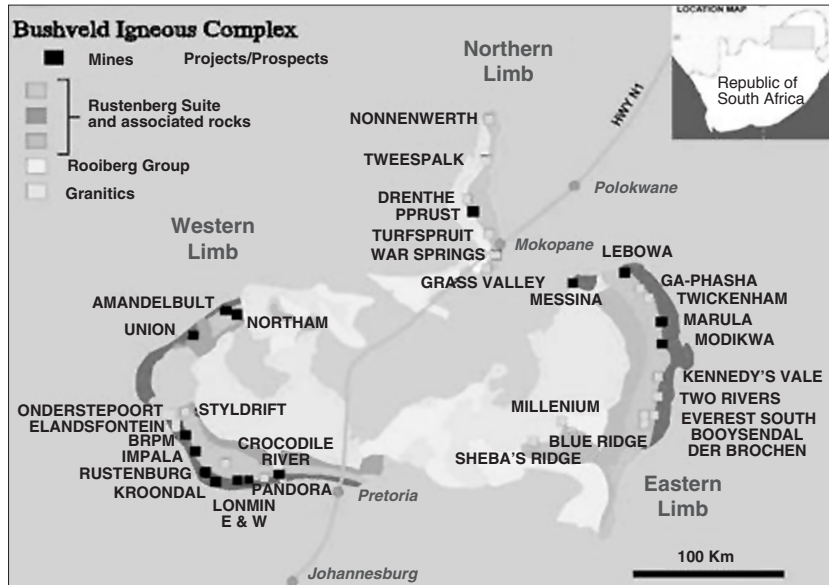 Bushveld Igneous Complex
Mines Projects/Prospects
Rustenberg Suite
and associated rocks
Rooiberg Group
Granitics
LOCATION MAP
Republic of
South Africa
HWY N1
Northern
Limb
NONNENWERTH
TWEESPALK
DRENTHE
PPRUST
TURFSPRUIT
WAR SPRINGS
GRASS VALLEY
Polokwane
Mokopane
Western
Limb
AMANDELBULT
UNION
NORTHAM
ONDERSTEPOORT
STYLDRIFT
ELANDSFONTEIN
BRPM
IMPALA
RUSTENBURG
KROONDAL
CROCODILE
RIVER
LONMIN
E & W
PANDORA
Pretoria
Johannesburg
LEBOWA
MESSINA
GA-PHASHA
TWICKENHAM
MARULA
MODIKWA
KENNEDY'S VALE
TWO RIVERS
EVEREST SOUTH
BOOYSENDAL
DER BROCHEN
MILLENIUM
BLUE RIDGE
SHEBA'S RIDGE
Eastern
Limb
100 Km